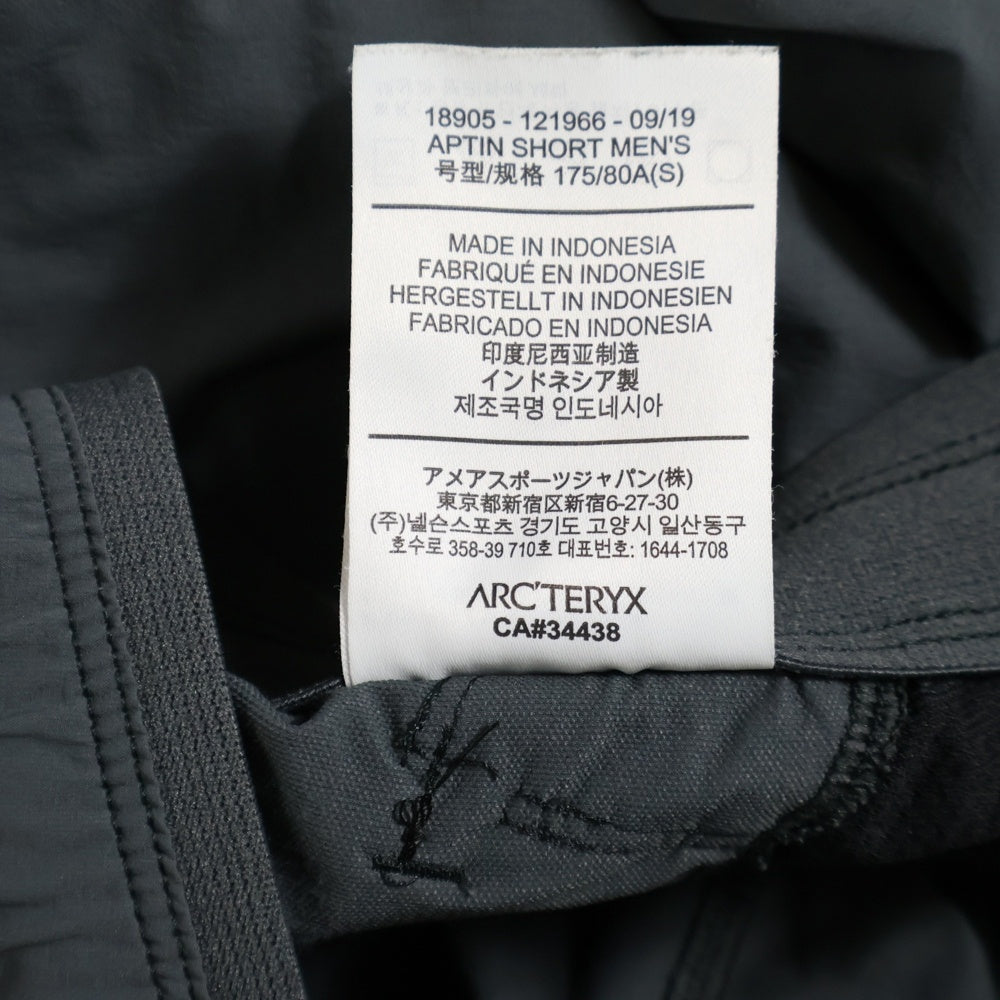 18905 - 121966 - 09/19
APTIN SHORT MEN'S
号型/规格 175/80A(S)
MADE IN INDONESIA
FABRIQUÉ EN INDONESIE
HERGESTELLT IN INDONESIEN
FABRICADO EN INDONESIA
印度尼西亚制造
インドネシア製
제조국명 인도네시아
アメアスポーツジャパン(株)
東京都新宿区新宿6-27-30
(주)넬슨스포츠 경기도 고양시 일산동구
호수로 358-39 710호 대표번호: 1644-1708
ARC'TERYX
CA#34438